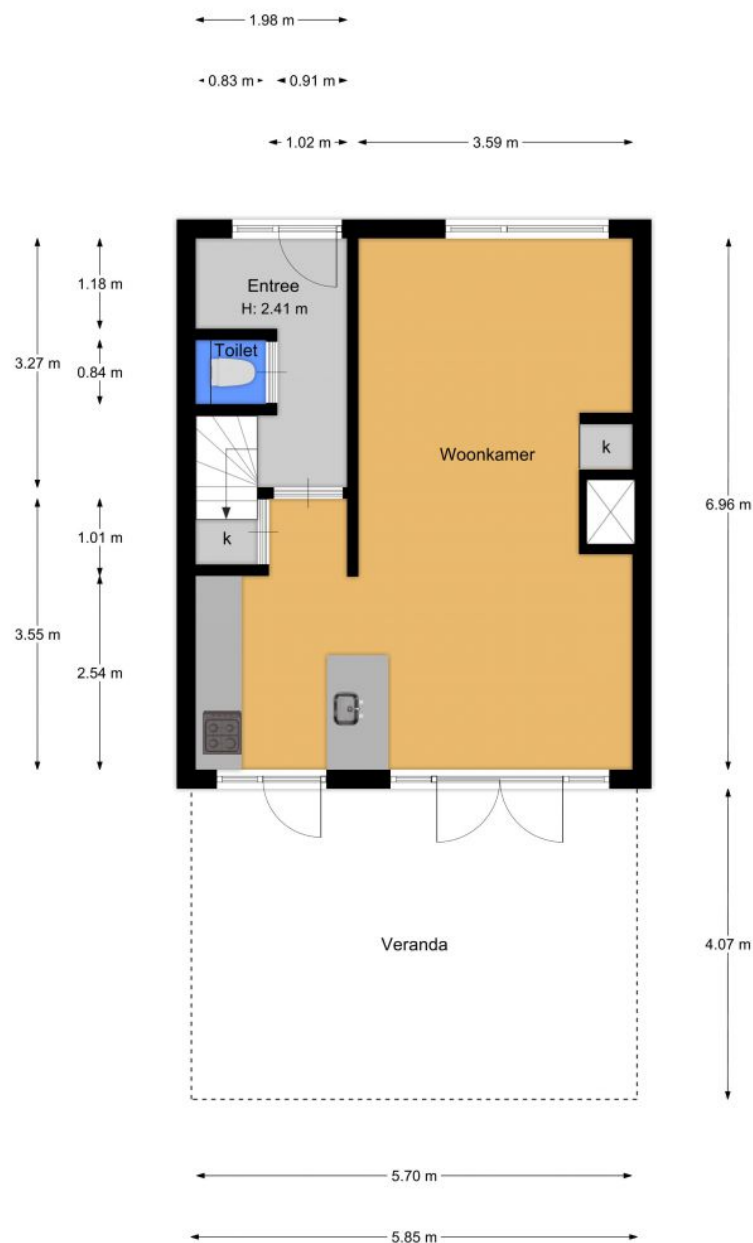 1.98 m
0.83 m
0.91 m
1.02 m
3.59 m
1.18 m
Entree
H: 2.41 m
3.27 m
Toilet
0.84 m
Woonkamer
k
6.96 m
1.01 m
k
3.55 m
2.54 m
Veranda
4.07 m
5.70 m
5.85 m